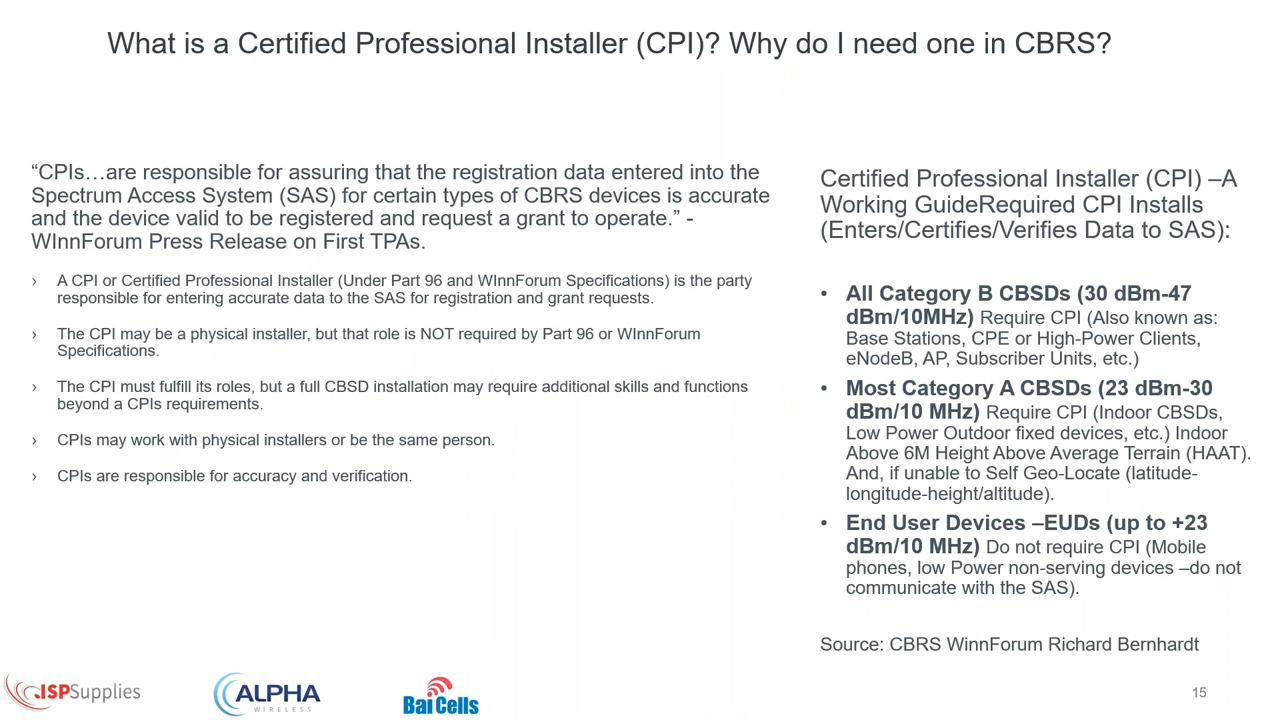 What is a Certified Professional Installer (CPI)? Why do I need one in CBRS?
“CPIs…are responsible for assuring that the registration data entered into the
Spectrum Access System (SAS) for certain types of CBRS devices is accurate
and the device valid to be registered and request a grant to operate.” -
WInnForum Press Release on First TPAs.
› A CPI or Certified Professional Installer (Under Part 96 and WInnForum Specifications) is the party
responsible for entering accurate data to the SAS for registration and grant requests.
› The CPI may be a physical installer, but that role is NOT required by Part 96 or WInnForum
Specifications.
› The CPI must fulfill its roles, but a full CBSD installation may require additional skills and functions
beyond a CPIs requirements.
› CPIs may work with physical installers or be the same person.
› CPIs are responsible for accuracy and verification.
Certified Professional Installer (CPI) –A
Working GuideRequired CPI Installs
(Enters/Certifies/Verifies Data to SAS):
• All Category B CBSDs (30 dBm-47
dBm/10MHz) Require CPI (Also known as:
Base Stations, CPE or High-Power Clients,
eNodeB, AP, Subscriber Units, etc.)
• Most Category A CBSDs (23 dBm-30
dBm/10 MHz) Require CPI (Indoor CBSDs,
Low Power Outdoor fixed devices, etc.) Indoor
Above 6M Height Above Average Terrain (HAAT).
And, if unable to Self Geo-Locate (latitude-
longitude-height/altitude).
• End User Devices –EUDs (up to +23
dBm/10 MHz) Do not require CPI (Mobile
phones, low Power non-serving devices –do not
communicate with the SAS).
Source: CBRS WinnForum Richard Bernhardt
ISPSupplies
ALPHA
WIRELESS
BaiCells
15